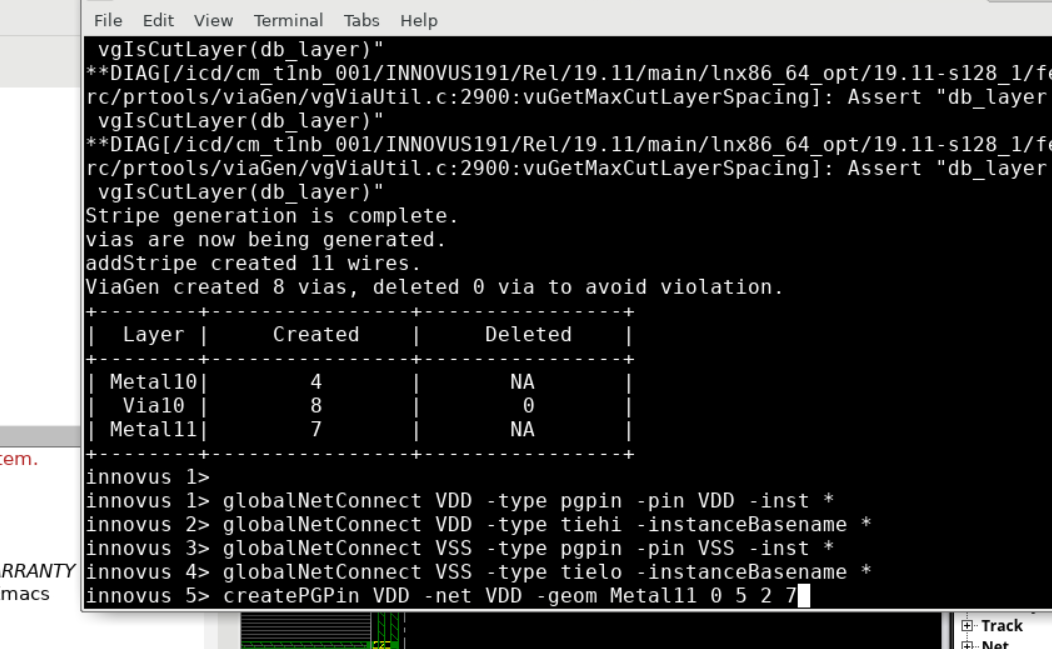 File Edit View Terminal Tabs Help
vgIsCutLayer(db_layer)"
**DIAG[/icd/cm_t1nb_001/INNOVUS191/Rel/19.11/main/lnx86_64_opt/19.11-s128_1/fe
rc/prtools/viaGen/vgViaUtil.c:2900:vuGetMaxCutLayerSpacing]: Assert "db_layer
vgIsCutLayer(db_layer)"
**DIAG[/icd/cm_t1nb_001/INNOVUS191/Rel/19.11/main/lnx86_64_opt/19.11-s128_1/fe
rc/prtools/viaGen/vgViaUtil.c:2900:vuGetMaxCutLayerSpacing]: Assert "db_layer
vgIsCutLayer(db_layer)"
Stripe generation is complete.
vias are now being generated.
addStripe created 11 wires.
ViaGen created 8 vias, deleted 0 via to avoid violation.
+--------+----------------+----------------+
| Layer | Created | Deleted |
+--------+----------------+----------------+
| Metal10| 4 | NA |
| Via10 | 8 | 0 |
| Metal11| 7 | NA |
+--------+----------------+----------------+
innovus 1>
innovus 1> globalNetConnect VDD -type pgpin -pin VDD -inst *
innovus 2> globalNetConnect VDD -type tiehi -instanceBasename *
innovus 3> globalNetConnect VSS -type pgpin -pin VSS -inst *
innovus 4> globalNetConnect VSS -type tielo -instanceBasename *
innovus 5> createPGPin VDD -net VDD -geom Metal11 0 5 2 7
tem.
RRANTY
macs
Track
Net